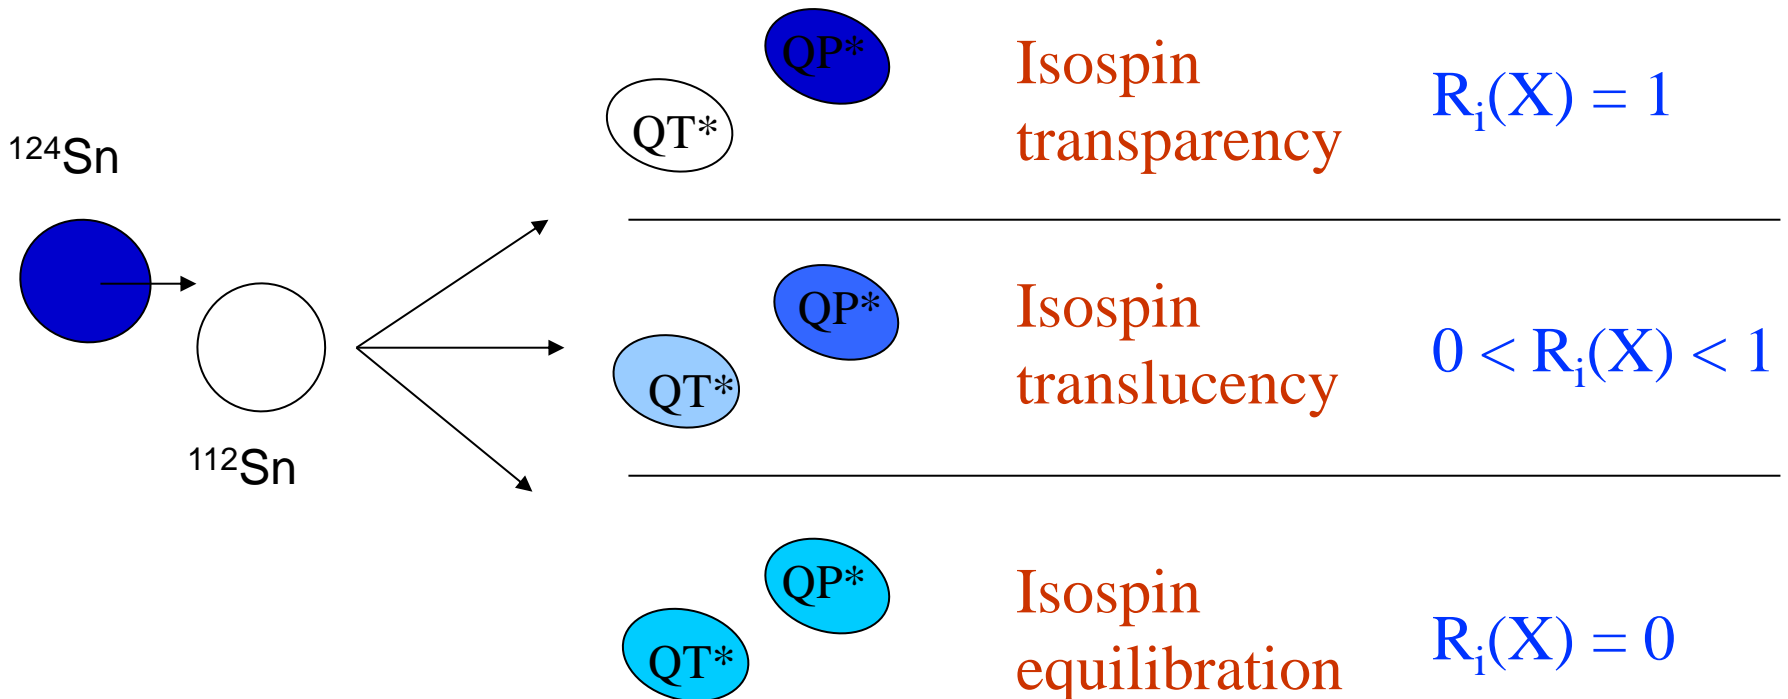 ¹²⁴Sn
¹¹²Sn
QP*
QT*
Isospin
transparency
Rᵢ(X) = 1
QP*
QT*
Isospin
translucency
0 < Rᵢ(X) < 1
QP*
QT*
Isospin
equilibration
Rᵢ(X) = 0